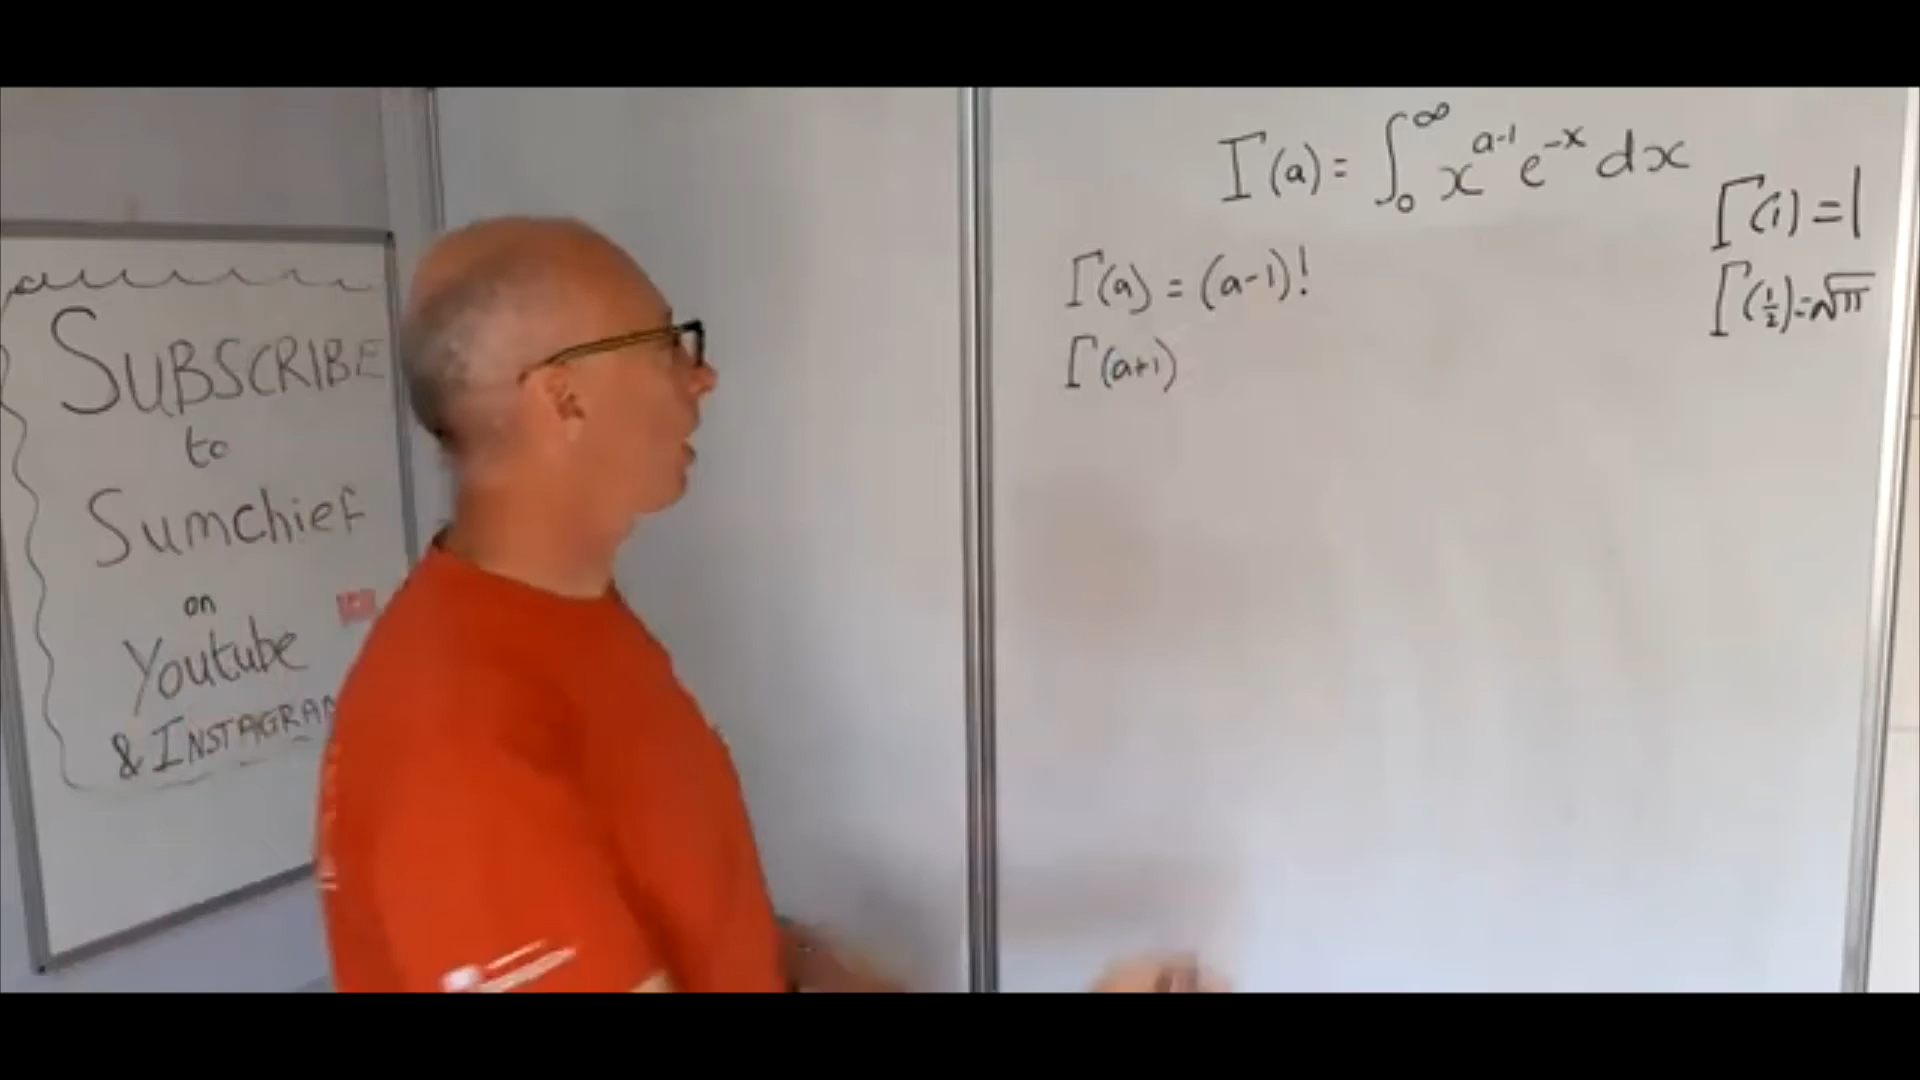 SUBSCRIBE
to
Sumchief
on
Youtube
& INSTAGRAM
Γ(a) = ∫₀^∞ x^(a-1) e^(-x) dx
Γ(1) = 1
Γ(a) = (a-1)!
Γ(½) = √π
Γ(a+1)